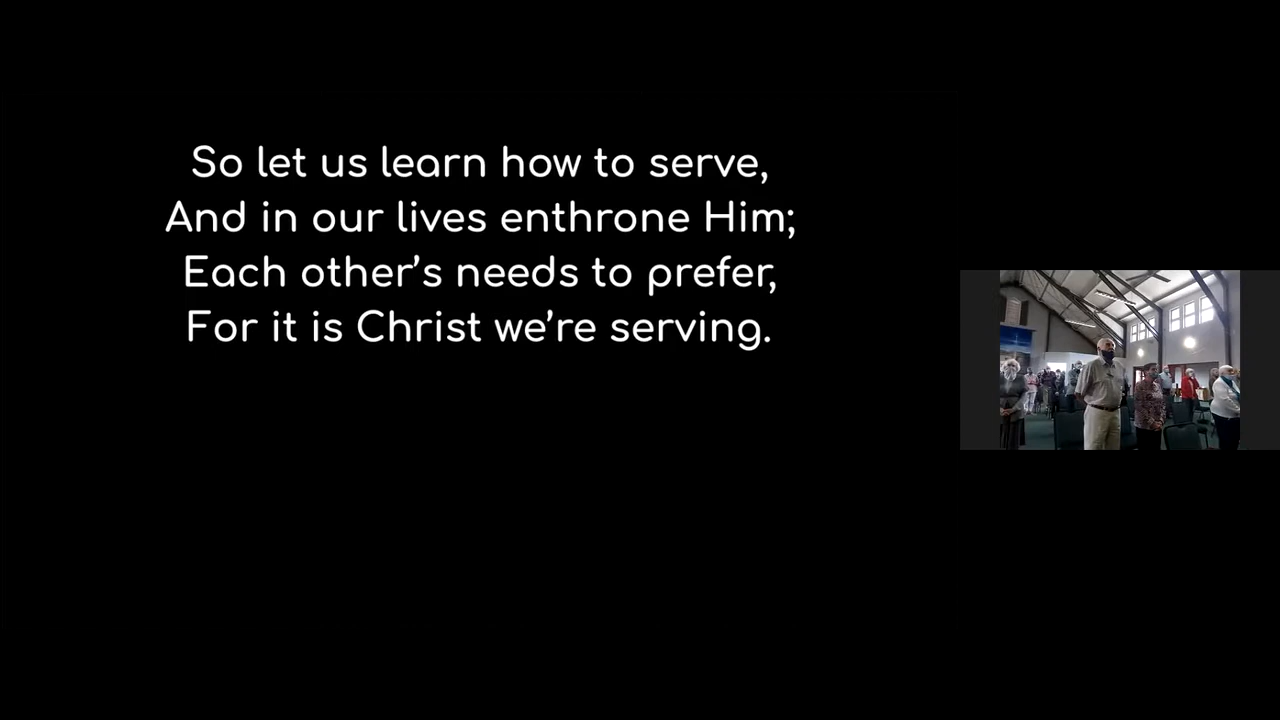 So let us learn how to serve,
And in our lives enthrone Him;
Each other’s needs to prefer,
For it is Christ we’re serving.